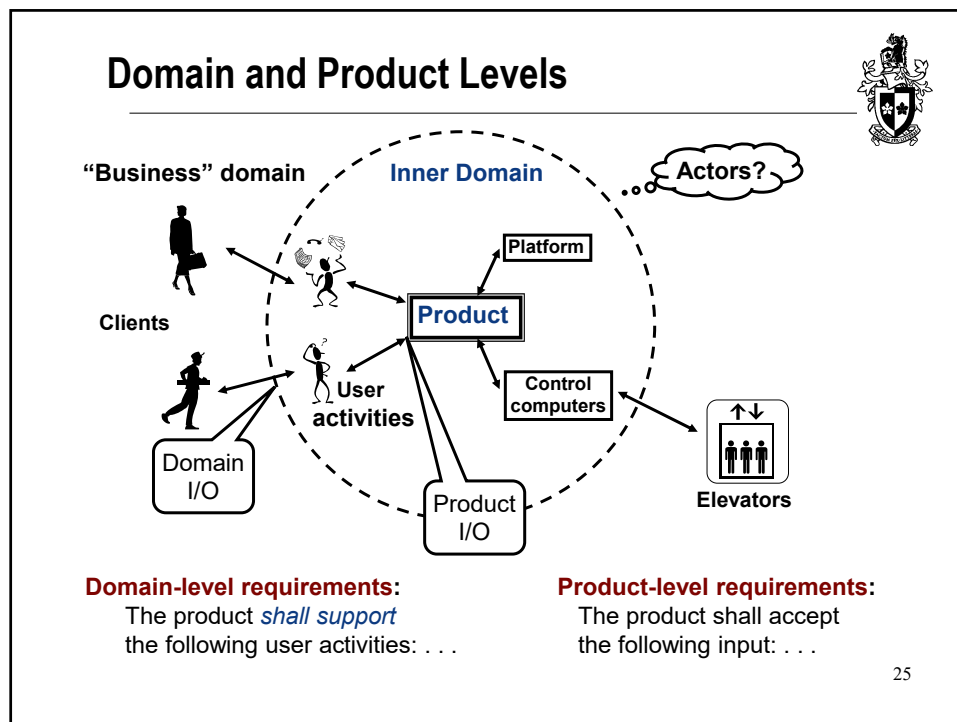 Domain and Product Levels
“Business” domain
Inner Domain
Actors?
Platform
Product
Clients
User
activities
Control
computers
Domain
I/O
Product
I/O
Elevators
Domain-level requirements:
The product shall support
the following user activities: . . .
Product-level requirements:
The product shall accept
the following input: . . .
25